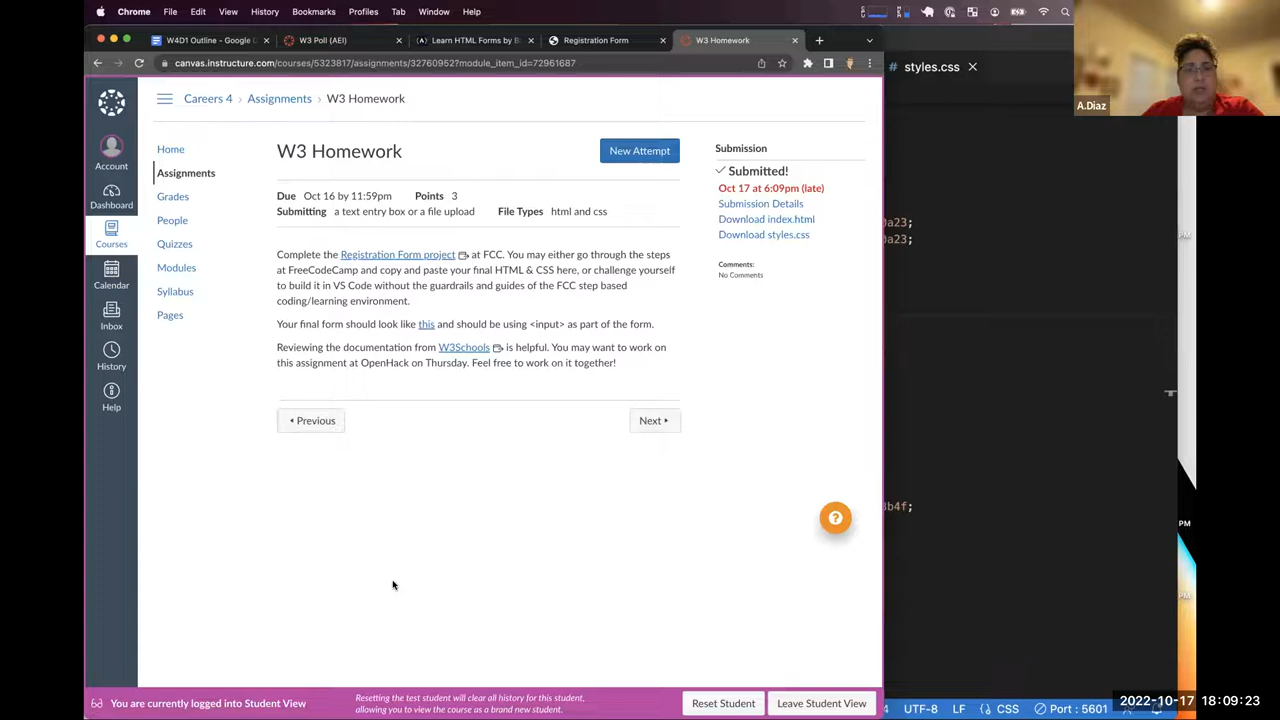 Chrome File Edit View History Bookmarks Profiles Tab Window Help
W4D1 Outline - Google D
W3 Poll (AEI)
Learn HTML Forms by B
Registration Form
W3 Homework
canvas.instructure.com/courses/5323817/assignments/32760952?module_item_id=72961687
# styles.css
A.Diaz
Careers 4 > Assignments > W3 Homework
Account
Dashboard
Courses
Calendar
Inbox
History
Help
Home
Assignments
Grades
People
Quizzes
Modules
Syllabus
Pages
W3 Homework
New Attempt
Due Oct 16 by 11:59pm Points 3
Submitting a text entry box or a file upload File Types html and css
Complete the Registration Form project at FCC. You may either go through the steps
at FreeCodeCamp and copy and paste your final HTML & CSS here, or challenge yourself
to build it in VS Code without the guardrails and guides of the FCC step based
coding/learning environment.
Your final form should look like this and should be using <input> as part of the form.
Reviewing the documentation from W3Schools is helpful. You may want to work on
this assignment at OpenHack on Thursday. Feel free to work on it together!
Previous
Next
Submission
Submitted!
Oct 17 at 6:09pm (late)
Submission Details
Download index.html
Download styles.css
Comments:
No Comments
0a23;
0a23;
3b4f;
PM
PM
PM
You are currently logged into Student View
Resetting the test student will clear all history for this student,
allowing you to view the course as a brand new student.
Reset Student
Leave Student View
UTF-8 LF {} CSS Port : 5601
2022-10-17 18:09:23